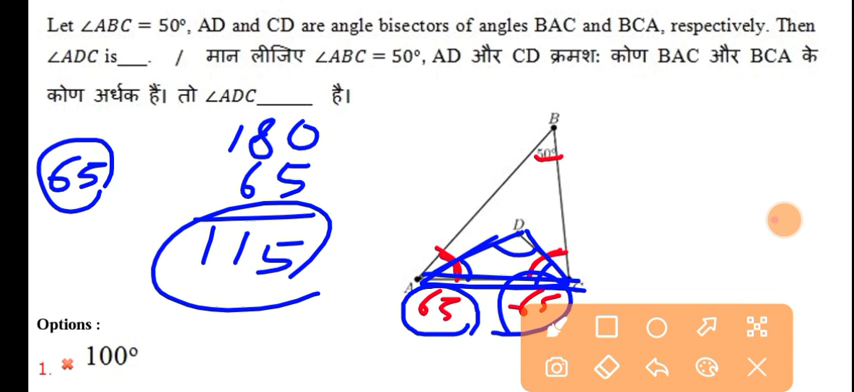 Let ∠ABC = 50°, AD and CD are angle bisectors of angles BAC and BCA, respectively. Then
∠ADC is___. / मान लीजिए ∠ABC = 50°, AD और CD क्रमश: कोण BAC और BCA के
कोण अर्धक हैं। तो ∠ADC_____ है।
B
50°
180
65
65
115
D
A
65
65
Options :
1. ✖ 100°